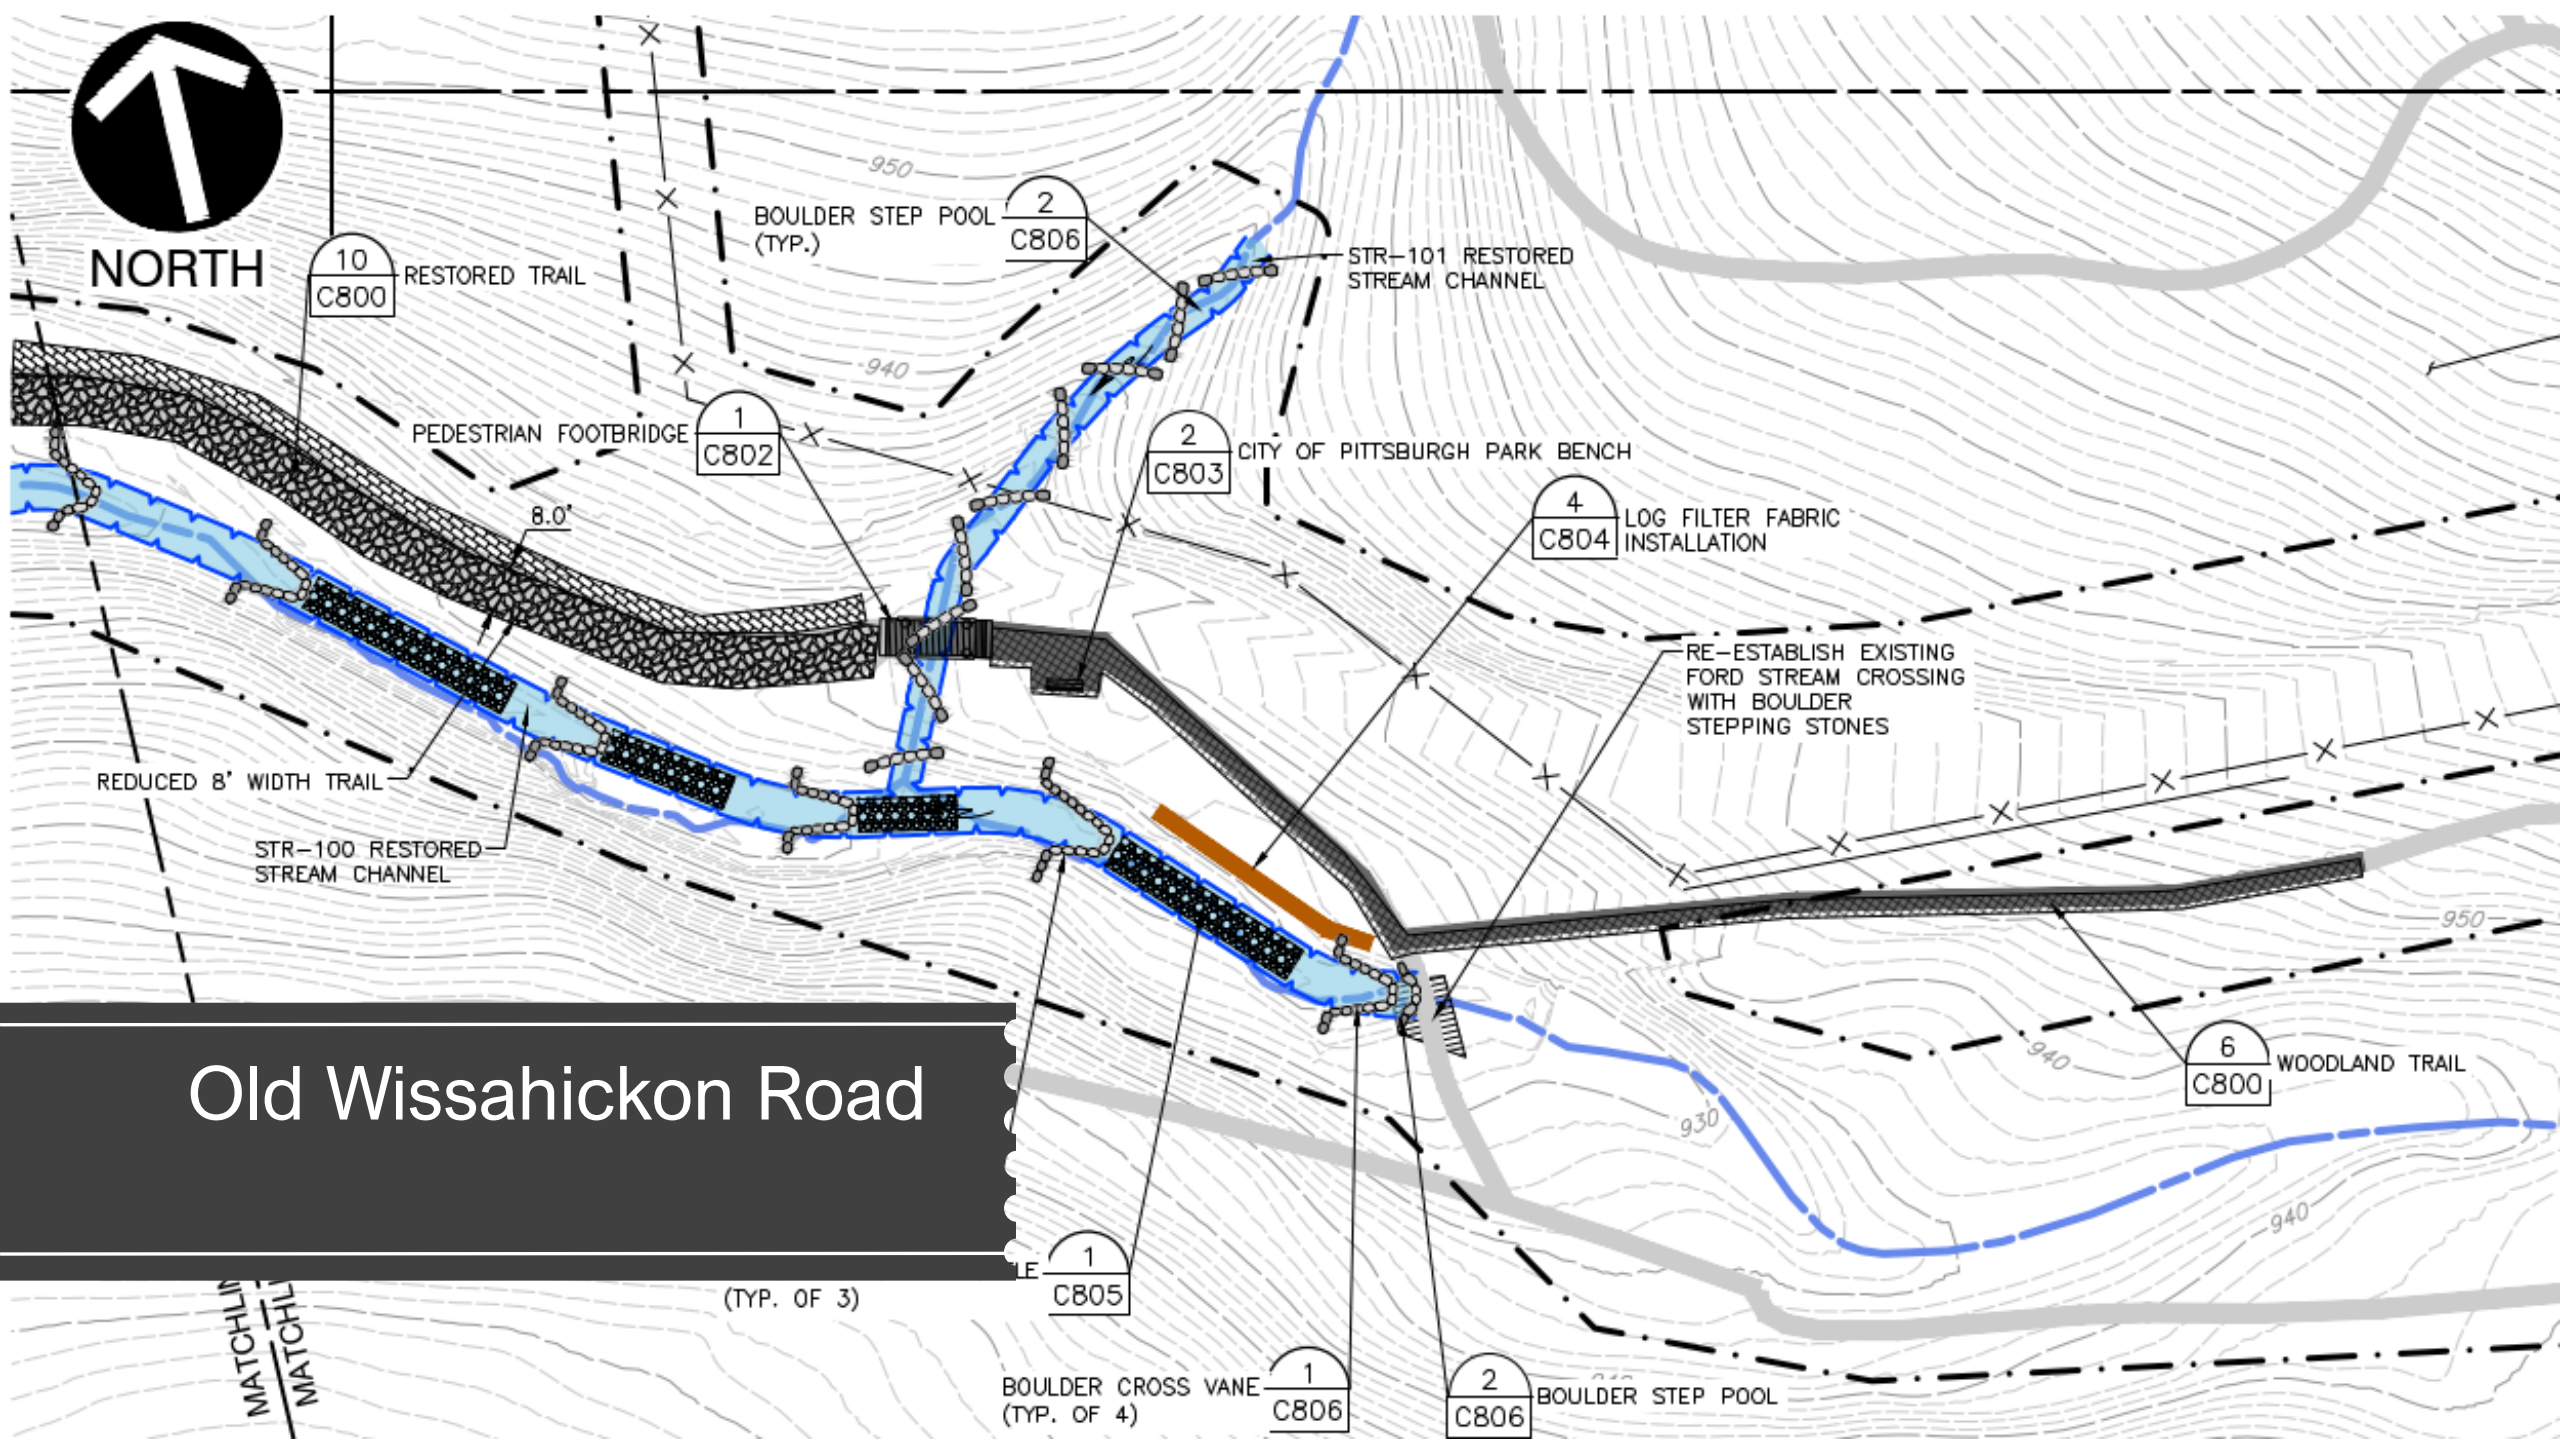 NORTH
950
BOULDER STEP POOL
(TYP.)
2
C806
10
C800
RESTORED TRAIL
STR-101 RESTORED
STREAM CHANNEL
940
PEDESTRIAN FOOTBRIDGE
1
C802
2
C803
CITY OF PITTSBURGH PARK BENCH
4
C804
LOG FILTER FABRIC
INSTALLATION
8.0'
RE-ESTABLISH EXISTING
FORD STREAM CROSSING
WITH BOULDER
STEPPING STONES
REDUCED 8' WIDTH TRAIL
STR-100 RESTORED
STREAM CHANNEL
950
940
930
6
C800
WOODLAND TRAIL
Old Wissahickon Road
940
LE
1
C805
(TYP. OF 3)
BOULDER CROSS VANE
(TYP. OF 4)
1
C806
2
C806
BOULDER STEP POOL